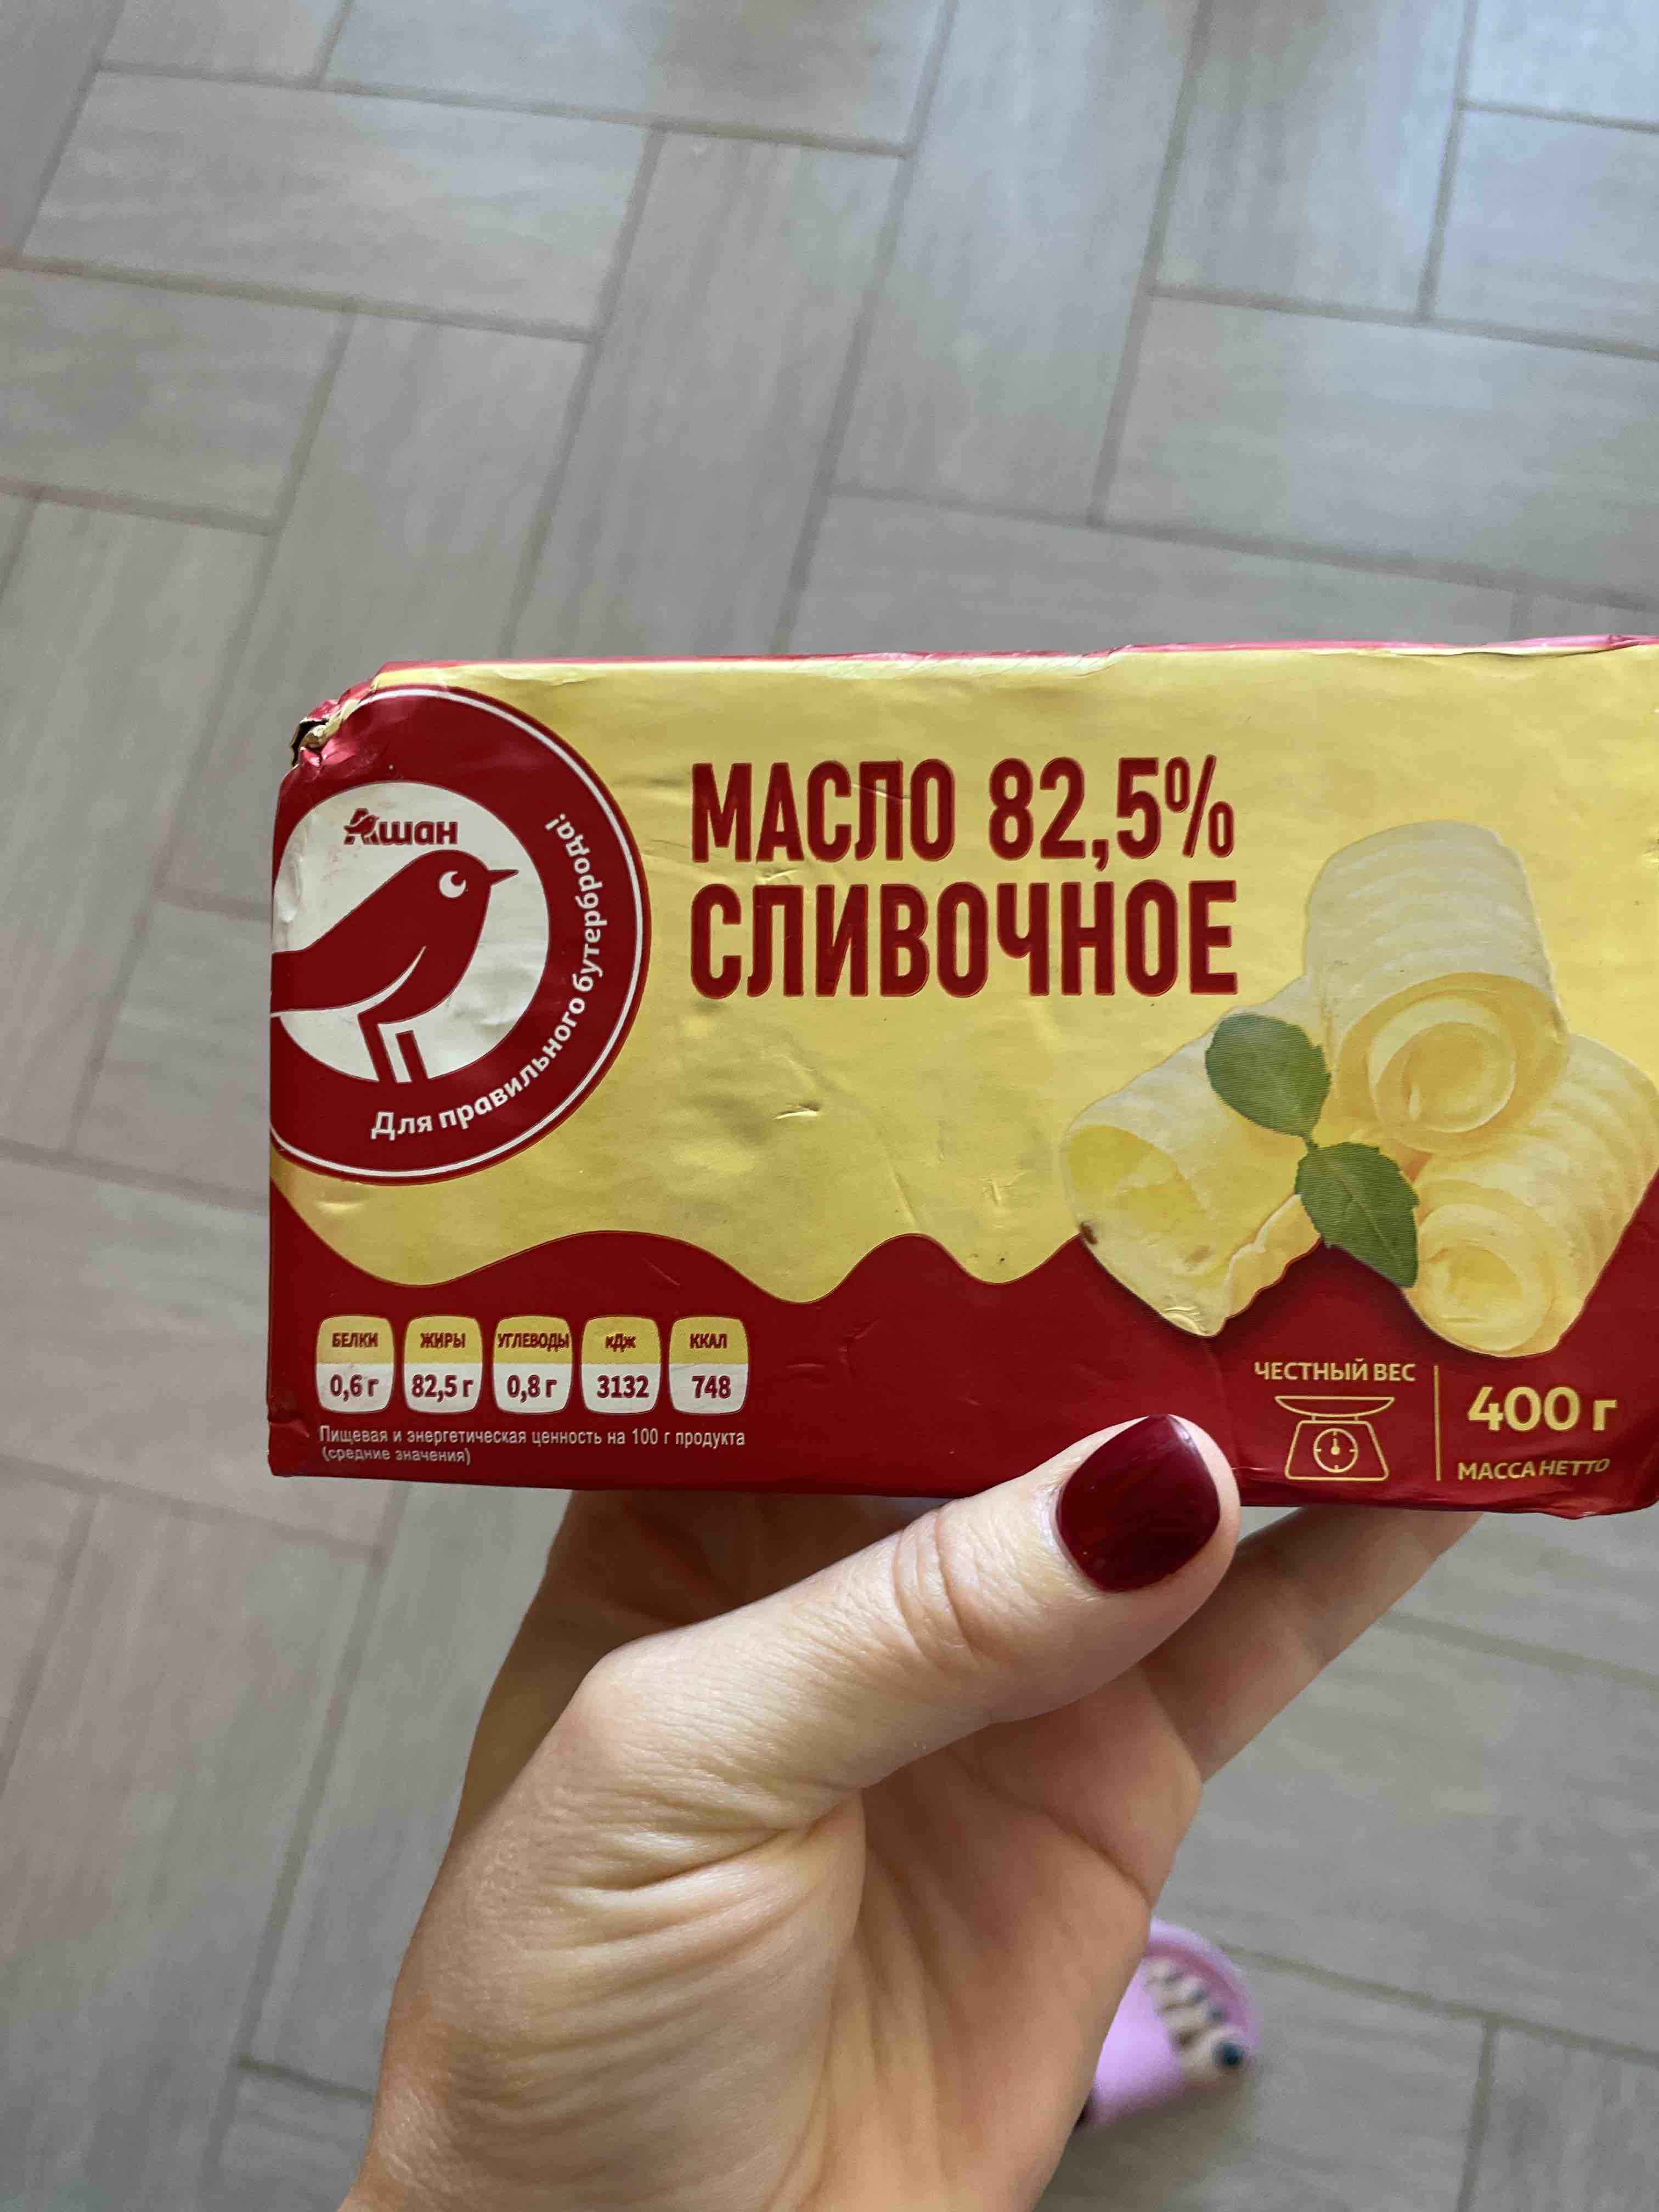 Ашан
Для правильного бутерброда!
МАСЛО 82,5%
СЛИВОЧНОЕ
БЕЛКИ ЖИРЫ УГЛЕВОДЫ кДж ККАЛ
0,6 г 82,5 г 0,8 г 3132 748
Пищевая и энергетическая ценность на 100 г продукта
(средние значения)
ЧЕСТНЫЙ ВЕС
400 г
МАССА НЕТТО